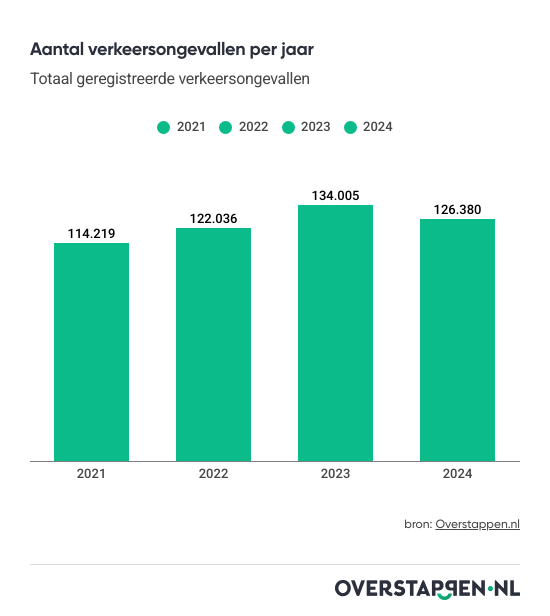 Aantal verkeersongevallen per jaar
Totaal geregistreerde verkeersongevallen
2021 2022 2023 2024
114.219 122.036 134.005 126.380
2021 2022 2023 2024
bron: Overstappen.nl
OVERSTAPPEN.NL